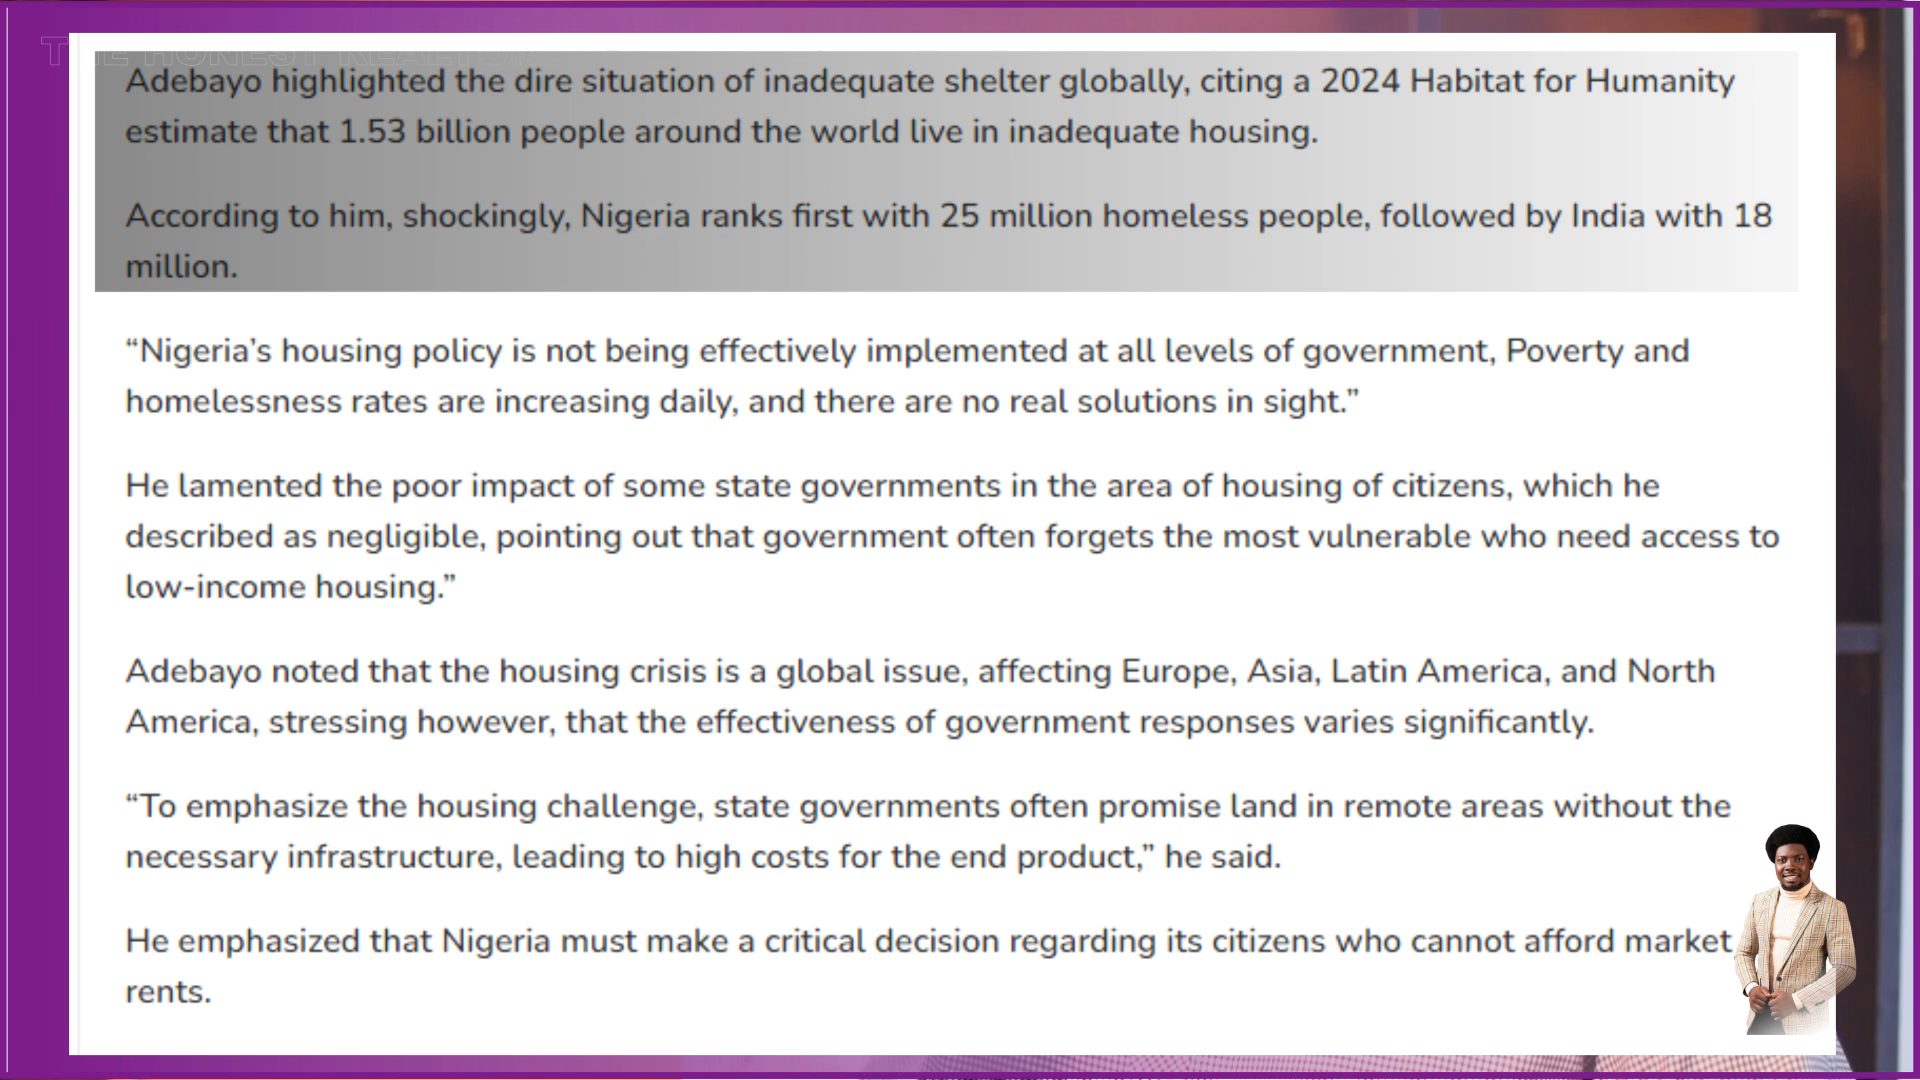 THE HONEST REALTOR
Adebayo highlighted the dire situation of inadequate shelter globally, citing a 2024 Habitat for Humanity
estimate that 1.53 billion people around the world live in inadequate housing.
According to him, shockingly, Nigeria ranks first with 25 million homeless people, followed by India with 18
million.
“Nigeria’s housing policy is not being effectively implemented at all levels of government, Poverty and
homelessness rates are increasing daily, and there are no real solutions in sight.”
He lamented the poor impact of some state governments in the area of housing of citizens, which he
described as negligible, pointing out that government often forgets the most vulnerable who need access to
low-income housing.”
Adebayo noted that the housing crisis is a global issue, affecting Europe, Asia, Latin America, and North
America, stressing however, that the effectiveness of government responses varies significantly.
“To emphasize the housing challenge, state governments often promise land in remote areas without the
necessary infrastructure, leading to high costs for the end product,” he said.
He emphasized that Nigeria must make a critical decision regarding its citizens who cannot afford market
rents.